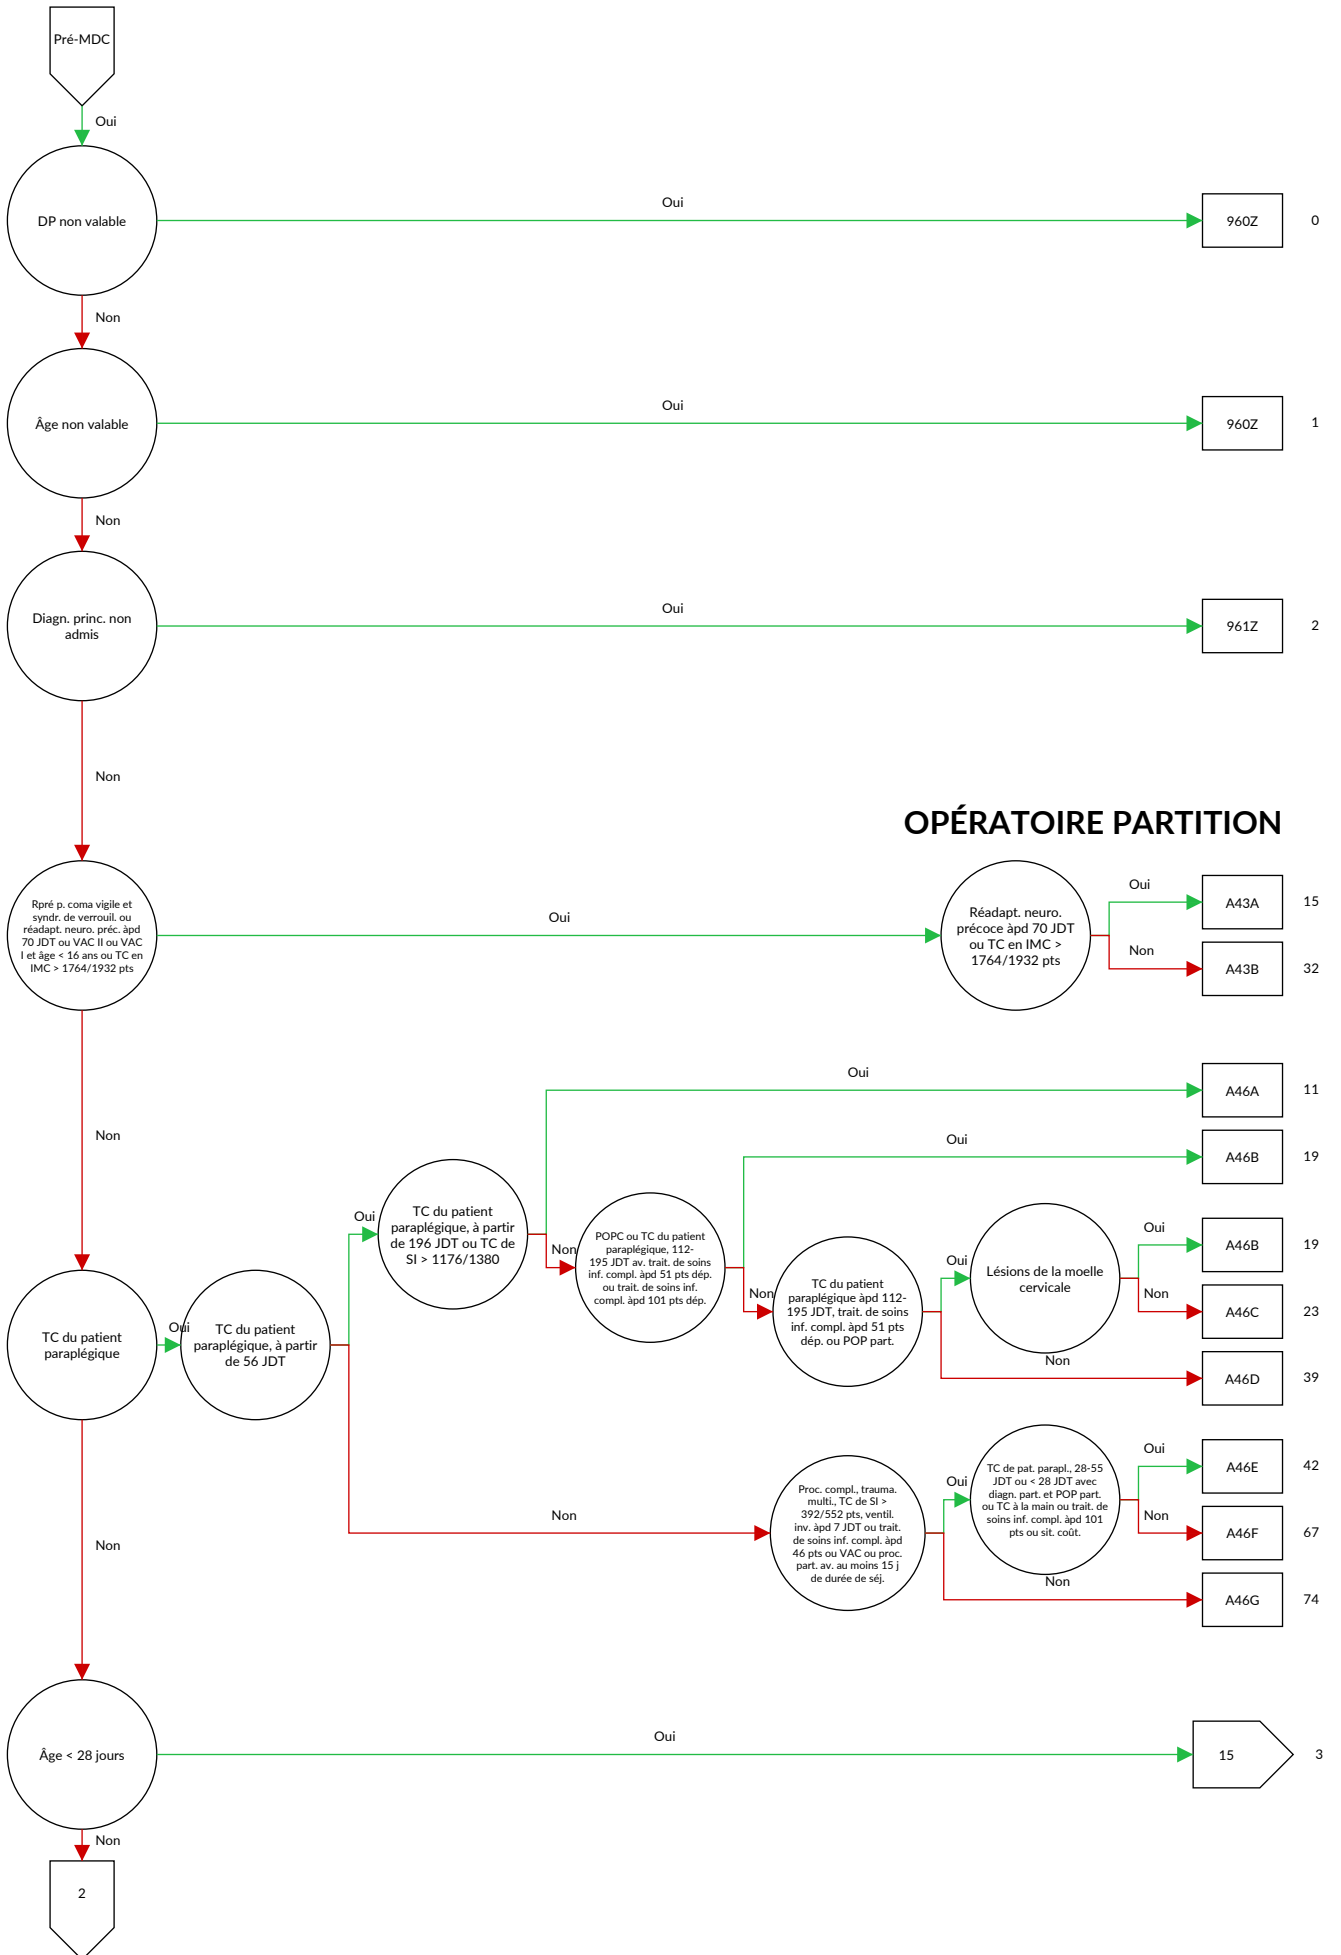 Pré-MDC
Oui
DP non valable
Oui
960Z
0
Non
Âge non valable
Oui
960Z
1
Non
Diagn. princ. non
admis
Oui
961Z
2
Non
OPÉRATOIRE PARTITION
Rpré p. coma vigile et
syndr. de verrouil. ou
réadapt. neuro. préc. àpd
70 JDT ou VAC II ou VAC
I et âge < 16 ans ou TC en
IMC > 1764/1932 pts
Oui
Réadapt. neuro.
précoce àpd 70 JDT
ou TC en IMC >
1764/1932 pts
Oui
A43A
15
Non
A43B
32
Non
TC du patient
paraplégique
Oui
TC du patient
paraplégique, à partir
de 56 JDT
Oui
TC du patient
paraplégique, à partir
de 196 JDT ou TC de
SI > 1176/1380
Oui
A46A
11
Non
POPC ou TC du patient
paraplégique, 112-
195 JDT av. trait. de soins
inf. compl. àpd 51 pts dép.
ou trait. de soins inf.
compl. àpd 101 pts dép.
Oui
A46B
19
Non
TC du patient
paraplégique àpd 112-
195 JDT, trait. de soins
inf. compl. àpd 51 pts
dép. ou POP part.
Oui
Lésions de la moelle
cervicale
Oui
A46B
19
Non
A46C
23
Non
A46D
39
Non
Proc. compl., trauma.
multi., TC de SI >
392/552 pts, ventil.
inv. àpd 7 JDT ou trait.
de soins inf. compl. àpd
46 pts ou VAC ou proc.
part. av. au moins 15 j
de durée de séj.
Oui
TC de pat. parapl., 28-55
JDT ou < 28 JDT avec
diagn. part. et POP part.
ou TC à la main ou trait. de
soins inf. compl. àpd 101
pts ou sit. coût.
Oui
A46E
42
Non
A46F
67
Non
A46G
74
Non
Âge < 28 jours
Oui
15
3
Non
2